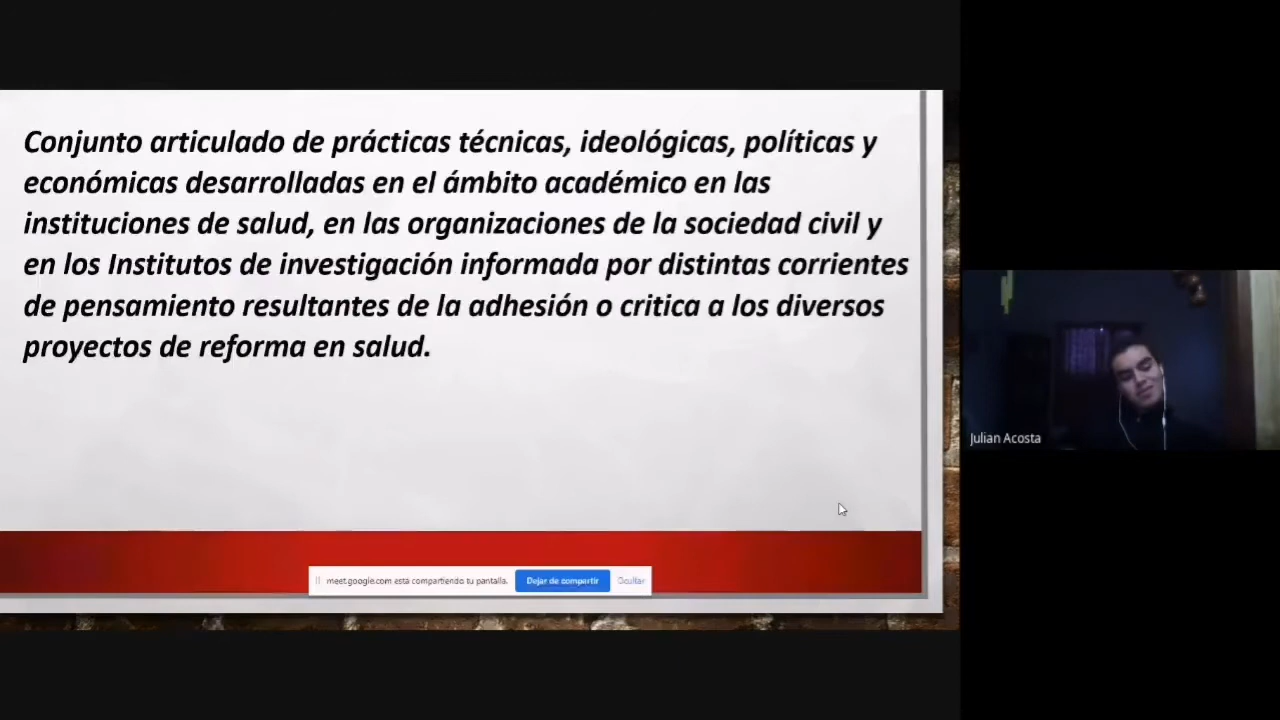 Conjunto articulado de prácticas técnicas, ideológicas, políticas y
económicas desarrolladas en el ámbito académico en las
instituciones de salud, en las organizaciones de la sociedad civil y
en los Institutos de investigación informada por distintas corrientes
de pensamiento resultantes de la adhesión o critica a los diversos
proyectos de reforma en salud.
Julian Acosta
meet.google.com está compartiendo tu pantalla.
Dejar de compartir
Ocultar